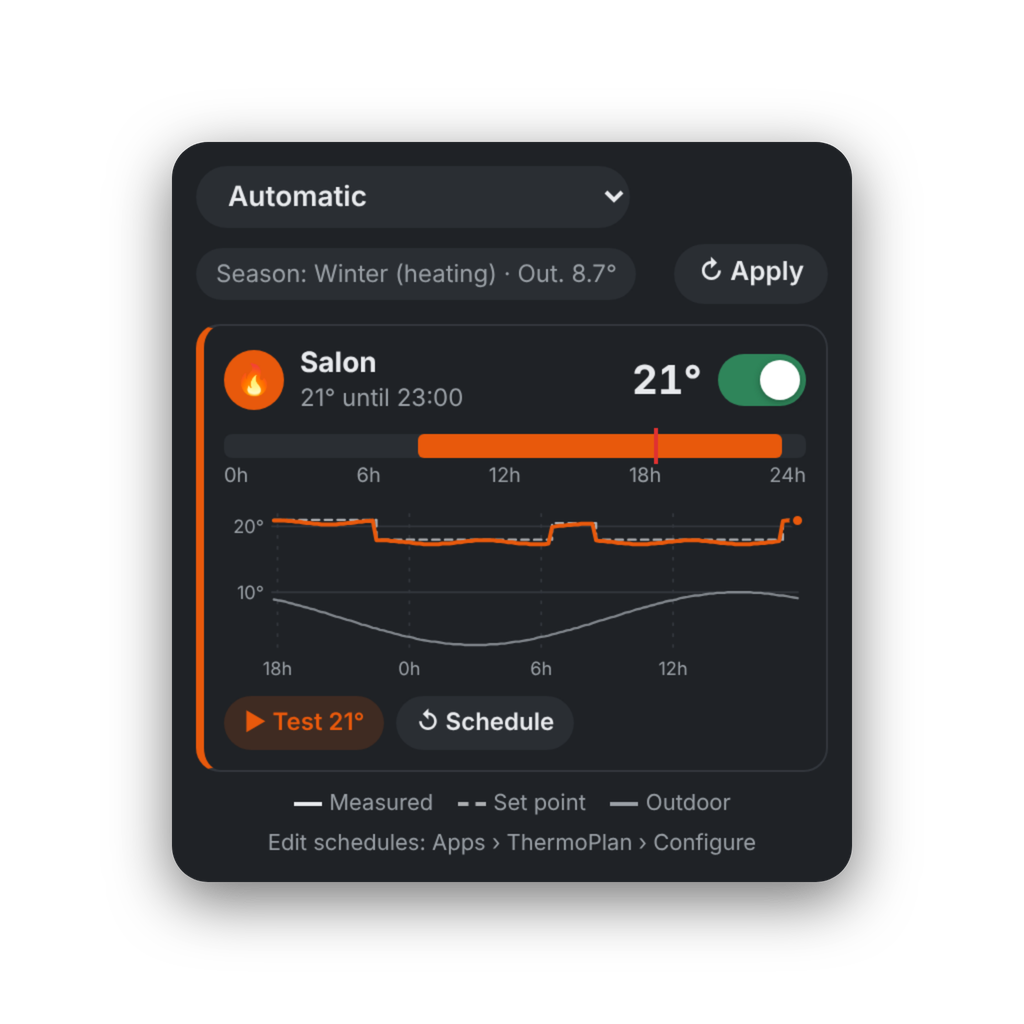 Automatic
Season: Winter (heating) · Out. 8.7°
↻ Apply
Salon
21° until 23:00
21°
0h 6h 12h 18h 24h
20°
10°
18h 0h 6h 12h
▶ Test 21°
↺ Schedule
Measured Set point Outdoor
Edit schedules: Apps › ThermoPlan › Configure